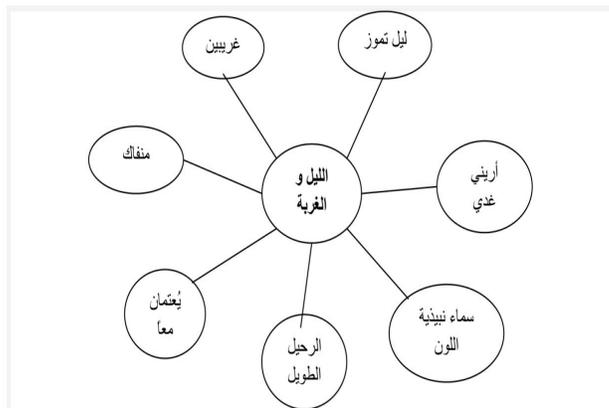 ليل تموز
غريبين
منفاك
الليل و
الغربة
أريني
غدي
يُعتمان
معاً
الرحيل
الطويل
سماء نبيذية
اللون